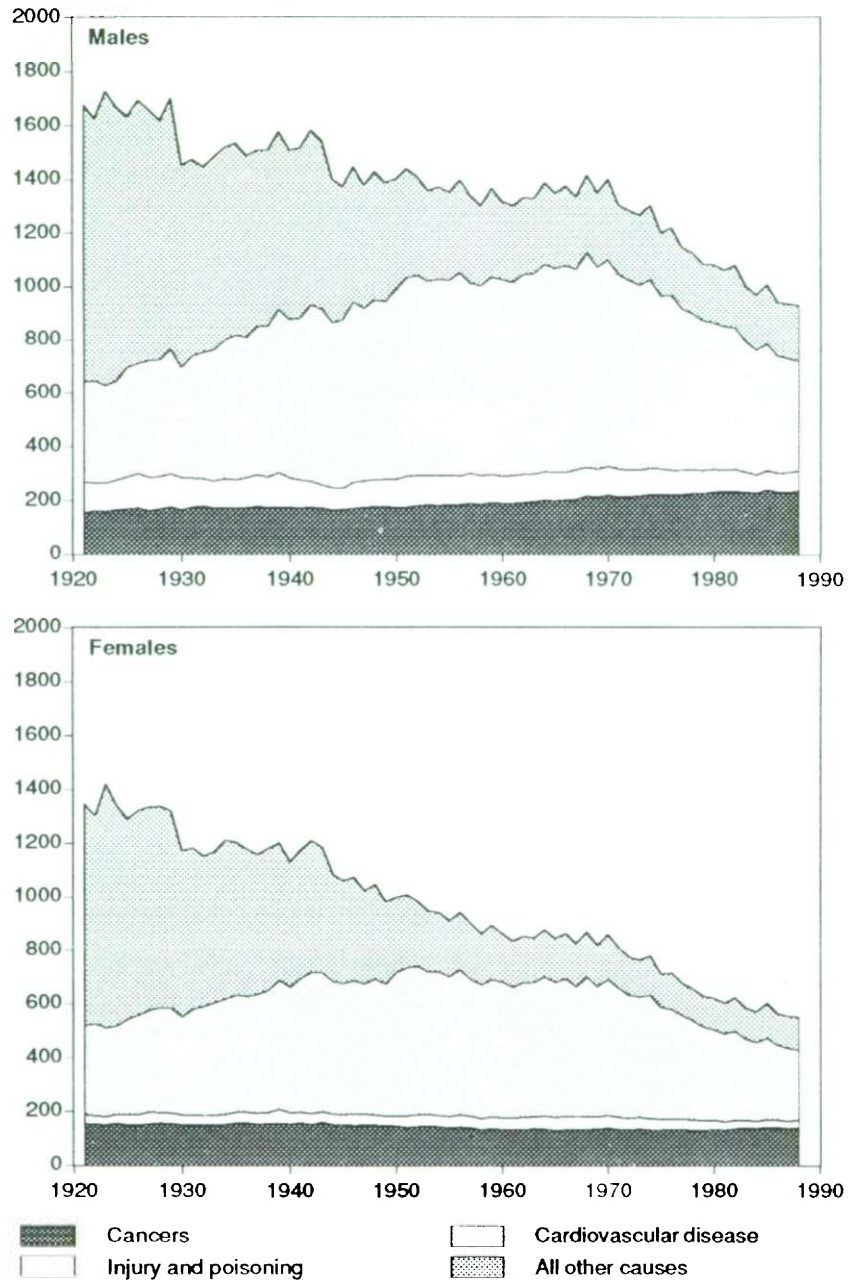 Males
2000
1800
1600
1400
1200
1000
800
600
400
200
0
1920 1930 1940 1950 1960 1970 1980 1990
Females
2000
1800
1600
1400
1200
1000
800
600
400
200
0
1920 1930 1940 1950 1960 1970 1980 1990
Cancers
Cardiovascular disease
Injury and poisoning
All other causes